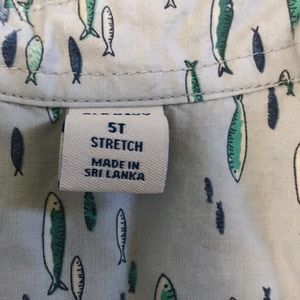 5T
STRETCH
MADE IN
SRI LANKA